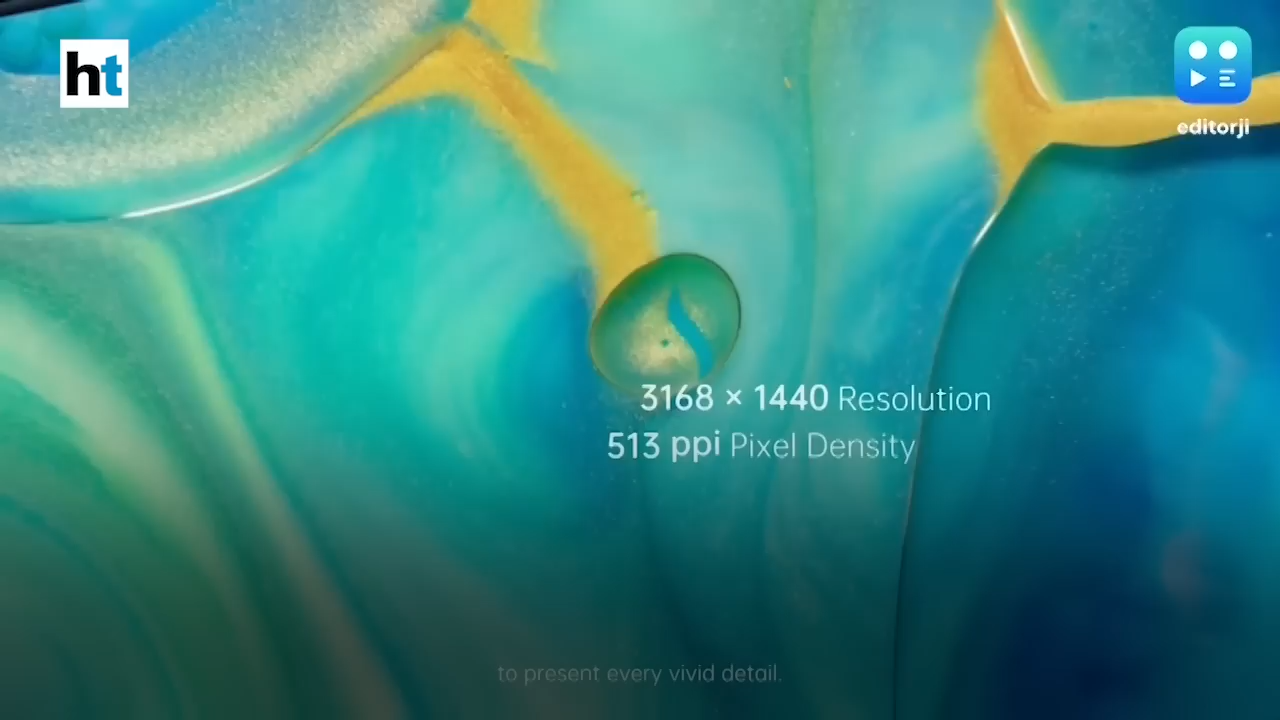 ht
editorji
3168 × 1440 Resolution
513 ppi Pixel Density
to present every vivid detail.